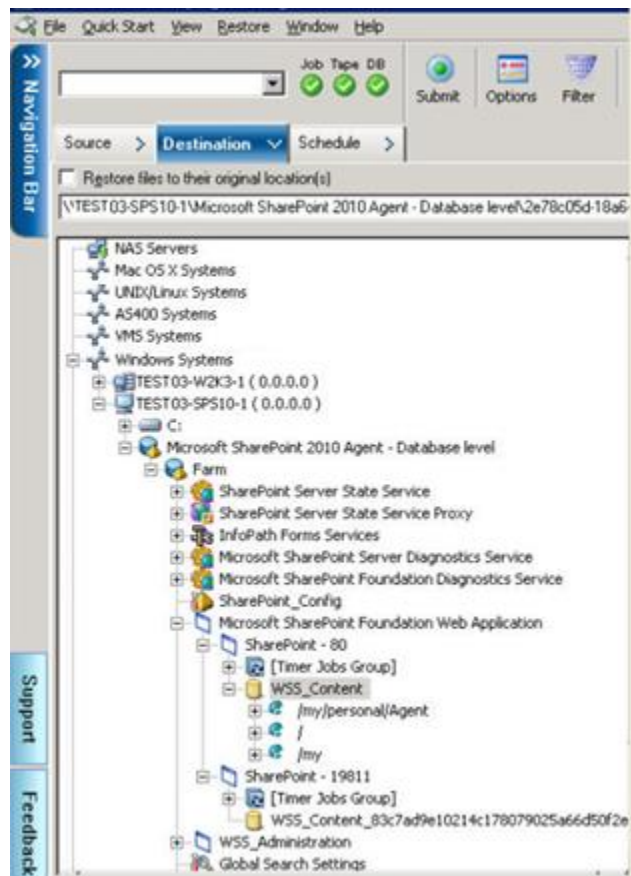 File Quick Start View Restore Window Help
Navigation Bar
Job Tape DB
Submit Options Filter
Source > Destination Schedule >
Restore files to their original location(s)
\\TEST03-SPS10-1\Microsoft SharePoint 2010 Agent - Database level\2e78c05d-18a6
NAS Servers
Mac OS X Systems
UNIX/Linux Systems
AS400 Systems
VMS Systems
Windows Systems
TEST03-W2K3-1 ( 0.0.0.0 )
TEST03-SPS10-1 ( 0.0.0.0 )
C:
Microsoft SharePoint 2010 Agent - Database level
Farm
SharePoint Server State Service
SharePoint Server State Service Proxy
InfoPath Forms Services
Microsoft SharePoint Server Diagnostics Service
Microsoft SharePoint Foundation Diagnostics Service
SharePoint_Config
Microsoft SharePoint Foundation Web Application
SharePoint - 80
[Timer Jobs Group]
WSS_Content
/my/personal/Agent
/
/my
SharePoint - 19811
[Timer Jobs Group]
WSS_Content_83c7ad9e10214c178079025a66d50f2e
WSS_Administration
Global Search Settings
Support
Feedback